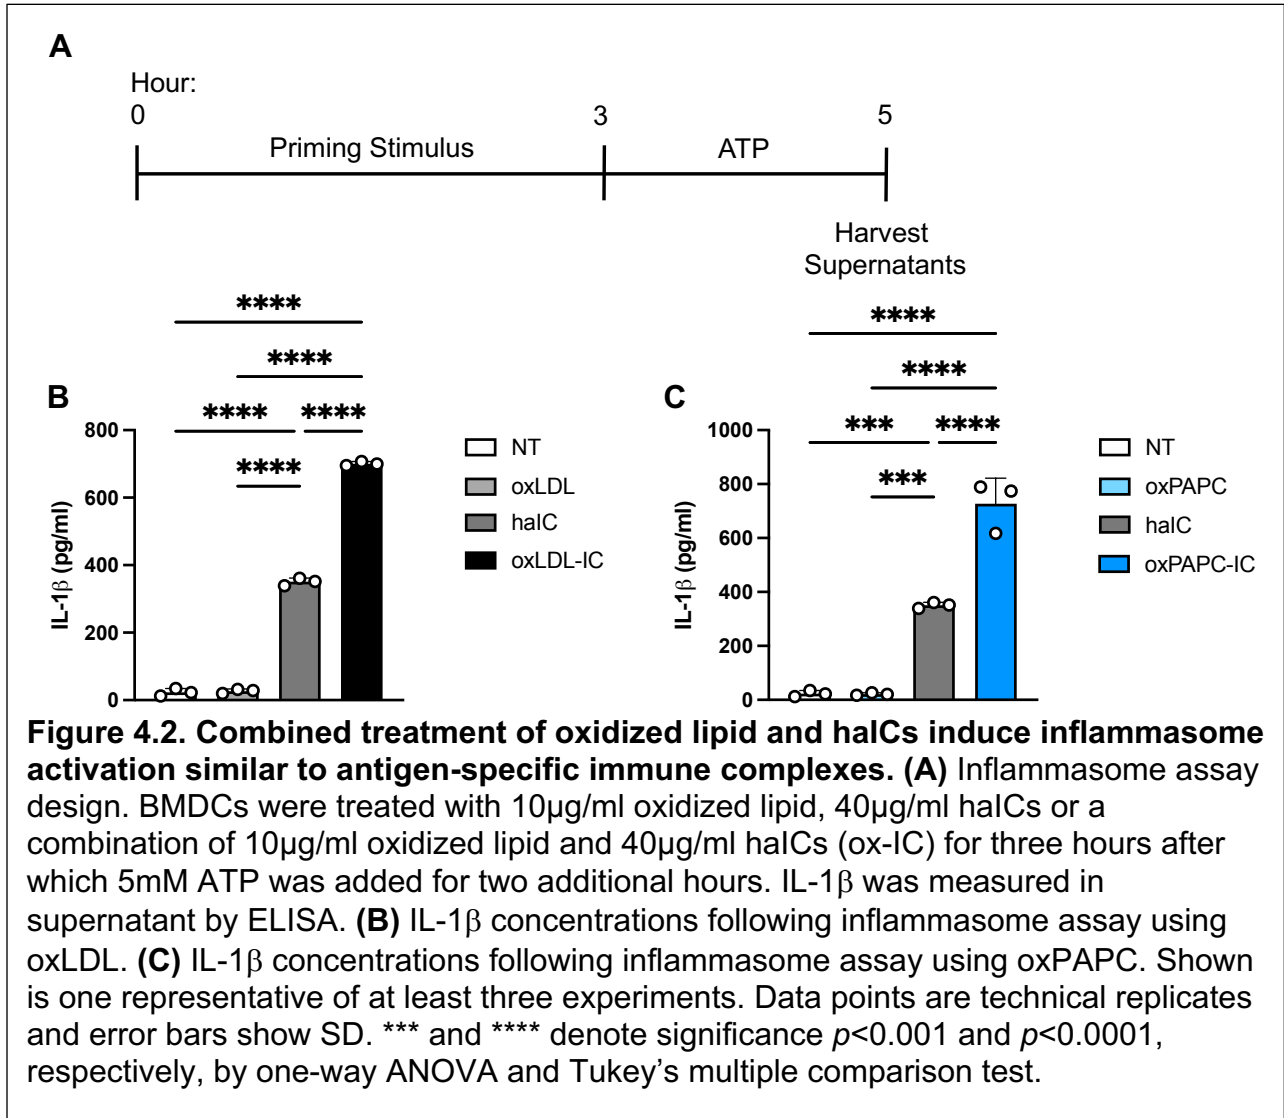 A
Hour:
0 3 5
Priming Stimulus ATP
Harvest
Supernatants
B
****
****
**** ****
****
IL-1β (pg/ml)
800
600
400
200
0
NT
oxLDL
haIC
oxLDL-IC
C
****
****
*** ****
***
IL-1β (pg/ml)
1000
800
600
400
200
0
NT
oxPAPC
haIC
oxPAPC-IC
Figure 4.2. Combined treatment of oxidized lipid and haICs induce inflammasome
activation similar to antigen-specific immune complexes. (A) Inflammasome assay
design. BMDCs were treated with 10µg/ml oxidized lipid, 40µg/ml haICs or a
combination of 10µg/ml oxidized lipid and 40µg/ml haICs (ox-IC) for three hours after
which 5mM ATP was added for two additional hours. IL-1β was measured in
supernatant by ELISA. (B) IL-1β concentrations following inflammasome assay using
oxLDL. (C) IL-1β concentrations following inflammasome assay using oxPAPC. Shown
is one representative of at least three experiments. Data points are technical replicates
and error bars show SD. *** and **** denote significance p<0.001 and p<0.0001,
respectively, by one-way ANOVA and Tukey’s multiple comparison test.